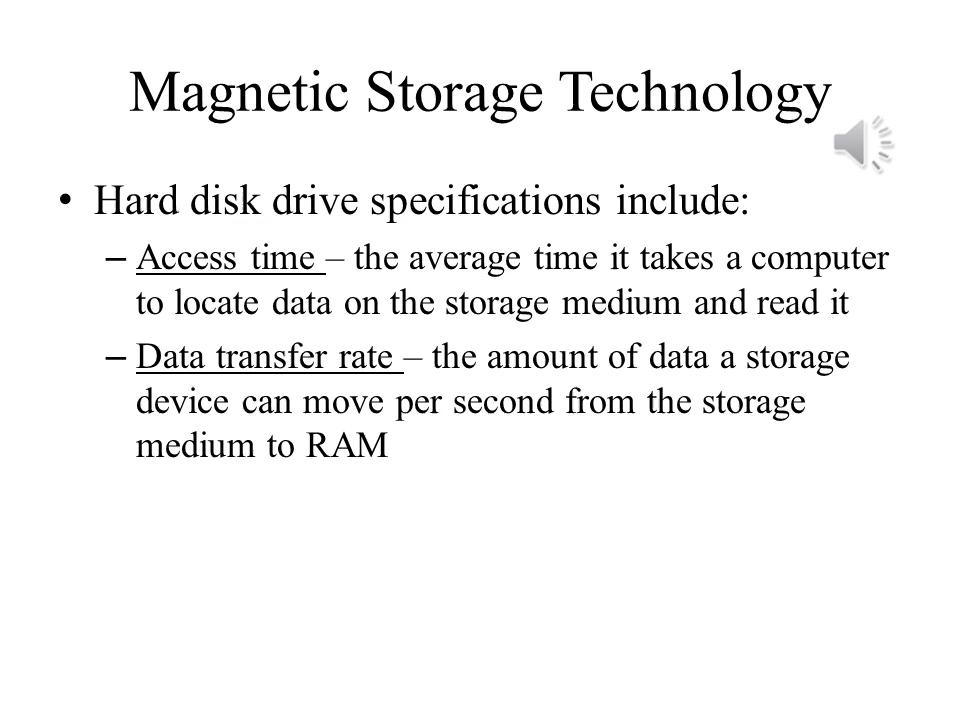 Magnetic Storage Technology
• Hard disk drive specifications include:
– Access time – the average time it takes a computer
to locate data on the storage medium and read it
– Data transfer rate – the amount of data a storage
device can move per second from the storage
medium to RAM